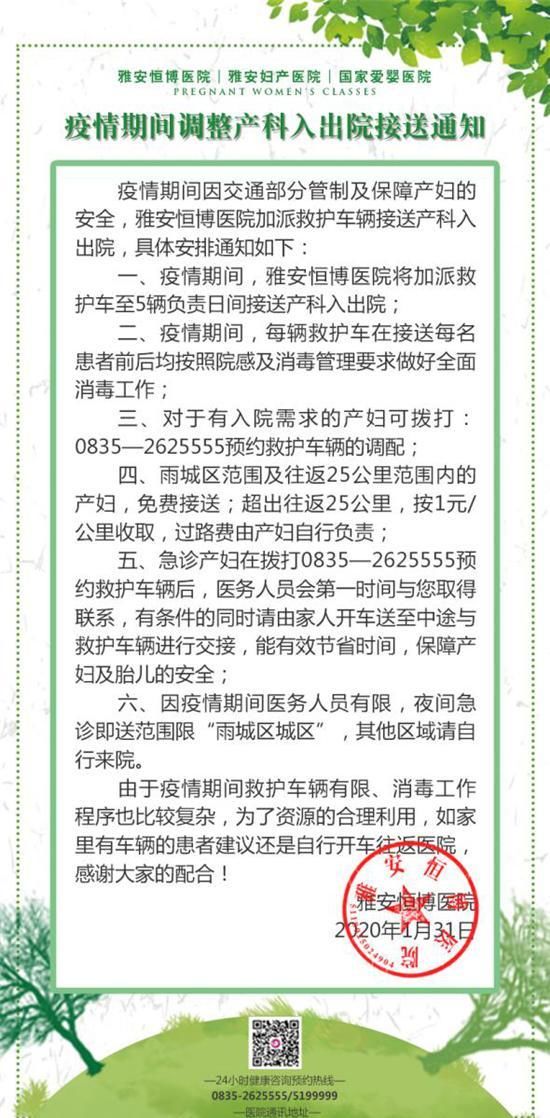 雅安恒博医院｜雅安妇产医院｜国家爱婴医院
PREGNANT WOMEN'S CLASSES
疫情期间调整产科入出院接送通知
疫情期间因交通部分管制及保障产妇的
安全，雅安恒博医院加派救护车辆接送产科入
出院，具体安排通知如下：
一、疫情期间，雅安恒博医院将加派救
护车至5辆负责日间接送产科入出院；
二、疫情期间，每辆救护车在接送每名
患者前后均按照院感及消毒管理要求做好全面
消毒工作；
三、对于有入院需求的产妇可拨打：
0835—2625555预约救护车辆的调配；
四、雨城区范围及往返25公里范围内的
产妇，免费接送；超出往返25公里，按1元/
公里收取，过路费由产妇自行负责；
五、急诊产妇在拨打0835—2625555预
约救护车辆后，医务人员会第一时间与您取得
联系，有条件的同时请由家人开车送至中途与
救护车辆进行交接，能有效节省时间，保障产
妇及胎儿的安全；
六、因疫情期间医务人员有限，夜间急
诊即送范围限“雨城区城区”，其他区域请自
行来院。
由于疫情期间救护车辆有限、消毒工作
程序也比较复杂，为了资源的合理利用，如家
里有车辆的患者建议还是自行开车往返医院，
感谢大家的配合！
雅安恒博医院
2020年1月31日
雅安恒博医院
—24小时健康咨询预约热线—
0835-2625555/5199999
—医院通讯地址—